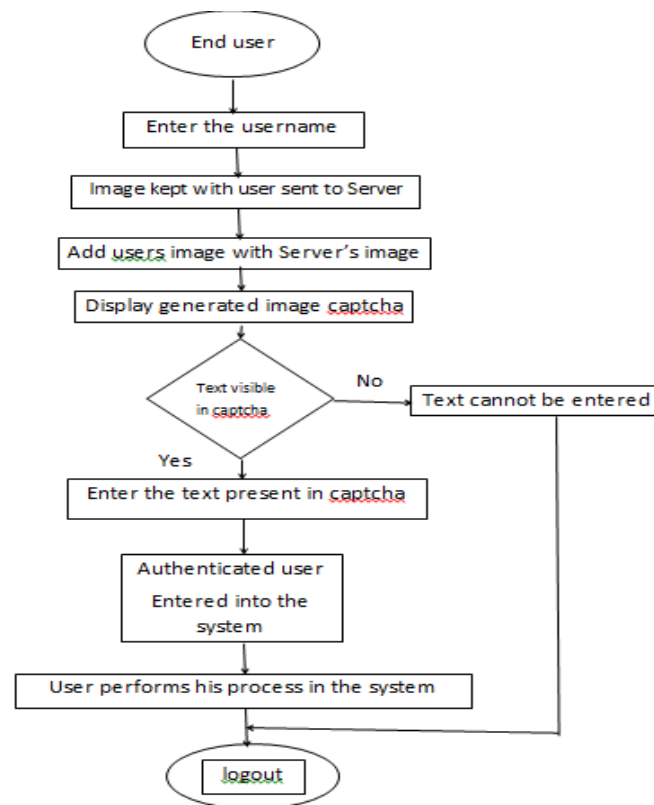 End user
Enter the username
Image kept with user sent to Server
Add users image with Server's image
Display generated image captcha
Text visible
in captcha
No
Text cannot be entered
Yes
Enter the text present in captcha
Authenticated user
Entered into the
system
User performs his process in the system
logout